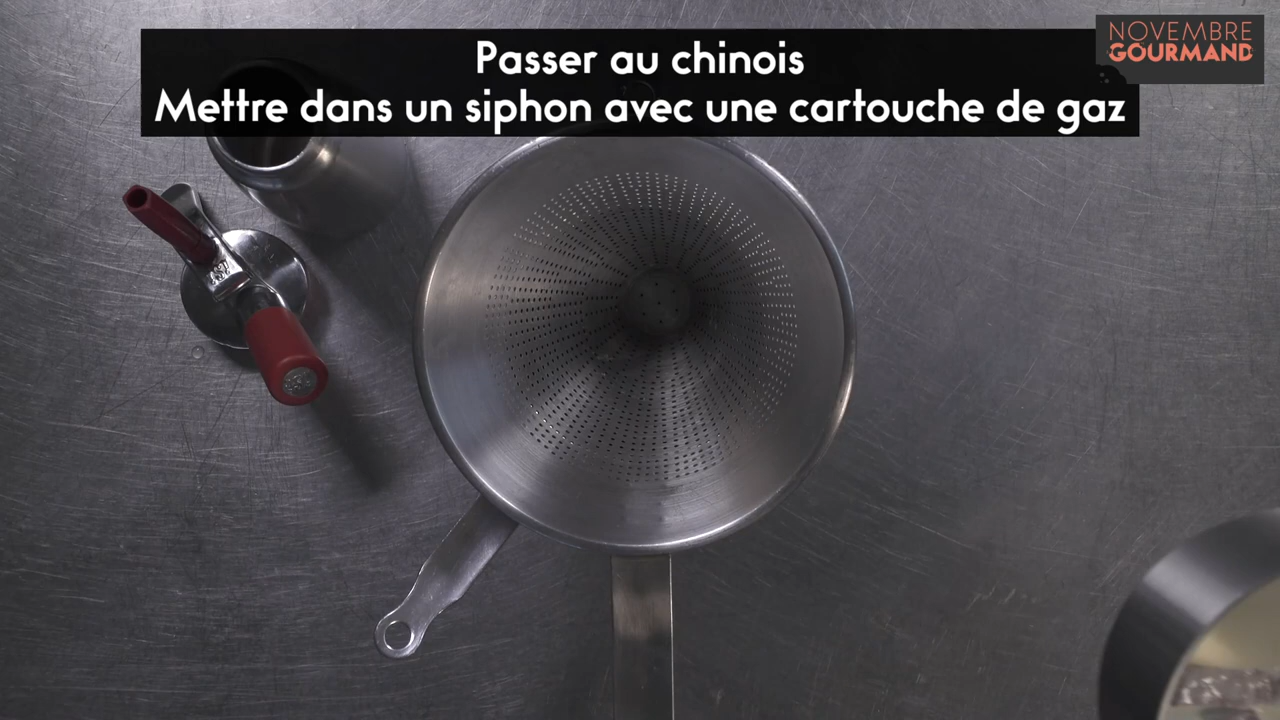 Passer au chinois
Mettre dans un siphon avec une cartouche de gaz
NOVEMBRE
GOURMAND